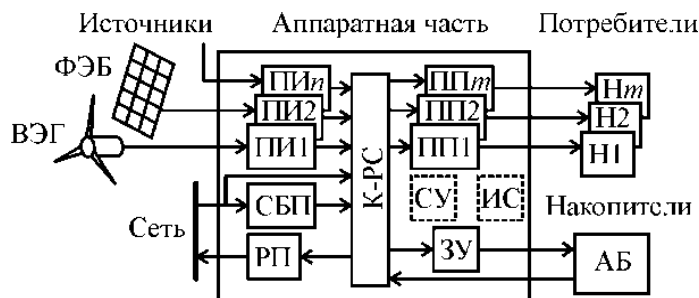 Источники Аппаратная часть Потребители
ФЭБ ПИn ППm Нm
ПИ2 ПП2 Н2
ВЭГ ПИ1 ПП1 Н1
К-РС
СУ ИС
СБП
Сеть Накопители
РП ЗУ АБ